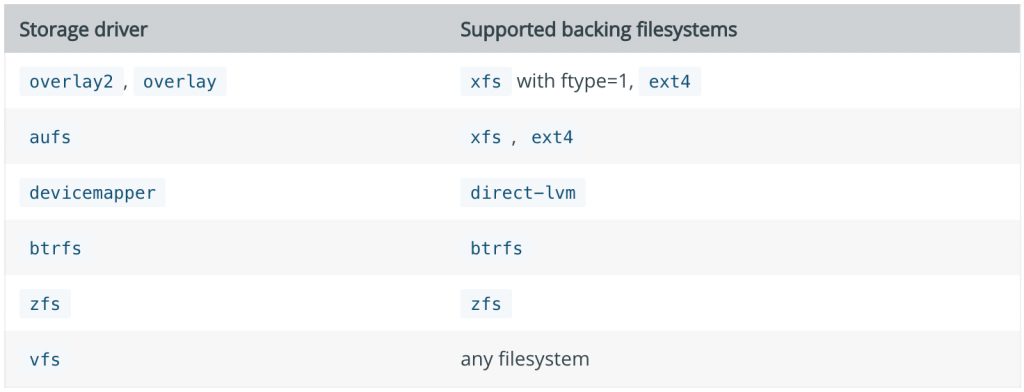 Storage driver Supported backing filesystems
overlay2 , overlay xfs with ftype=1, ext4
aufs xfs , ext4
devicemapper direct-lvm
btrfs btrfs
zfs zfs
vfs any filesystem